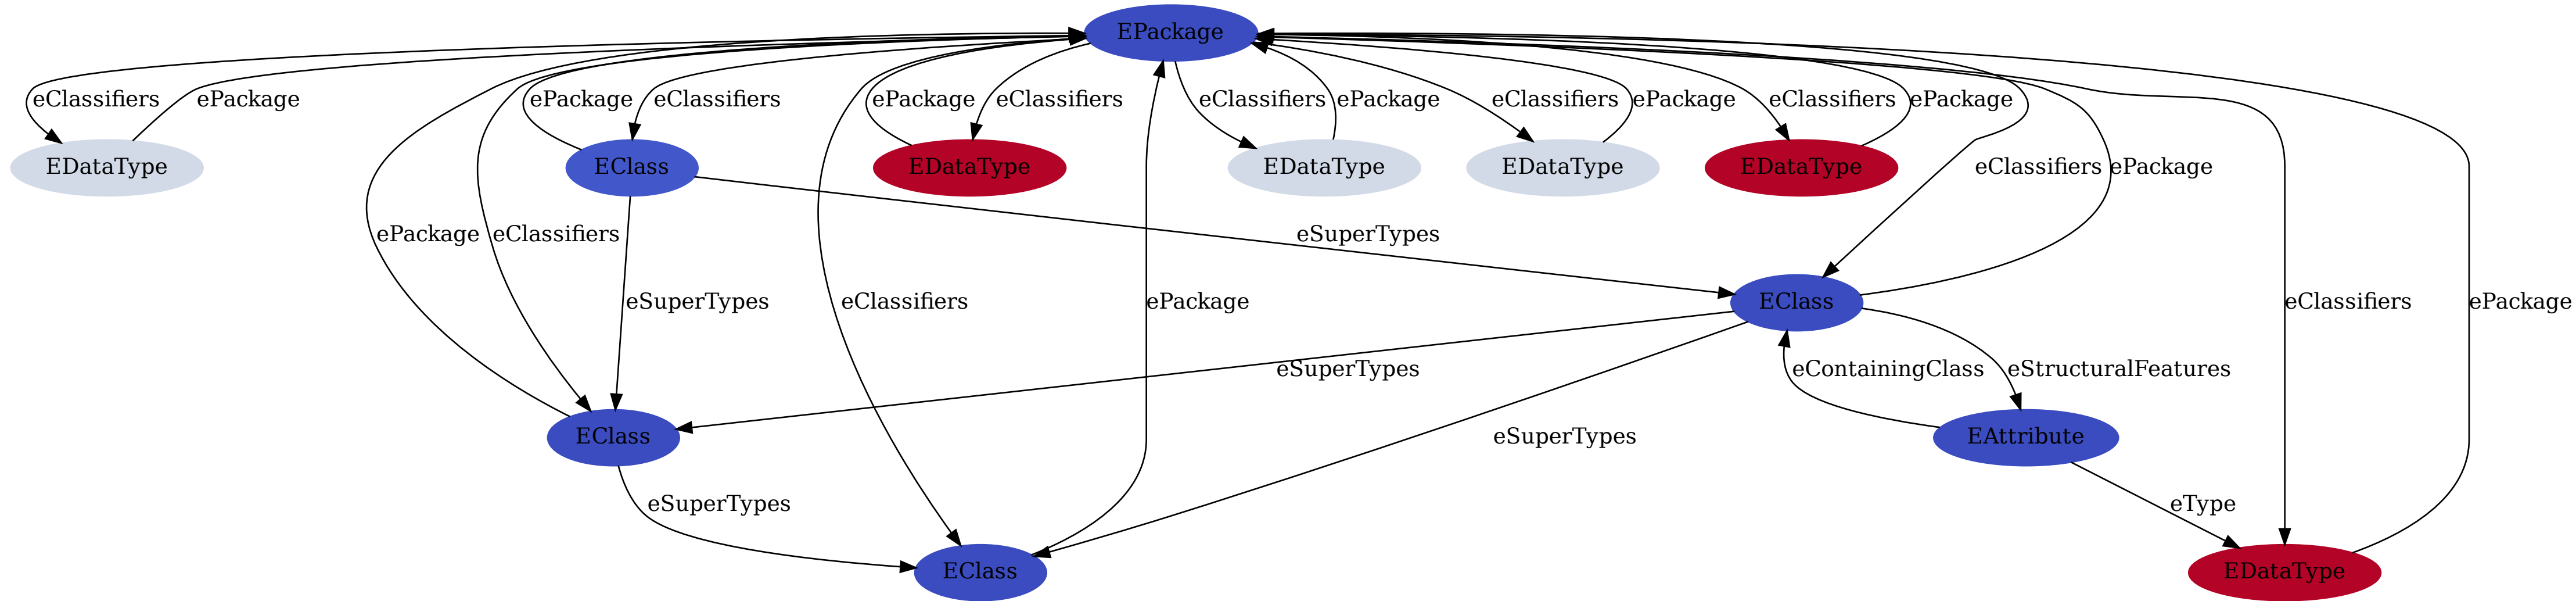 EPackage
eClassifiers
ePackage
ePackage
eClassifiers
ePackage
eClassifiers
eClassifiers
ePackage
eClassifiers
ePackage
eClassifiers
ePackage
EDataType
EClass
EDataType
EDataType
EDataType
EDataType
eClassifiers
ePackage
ePackage
eClassifiers
eSuperTypes
eSuperTypes
eClassifiers
ePackage
EClass
eClassifiers
ePackage
eSuperTypes
eContainingClass
eStructuralFeatures
EClass
eSuperTypes
EAttribute
eSuperTypes
eType
EClass
EDataType